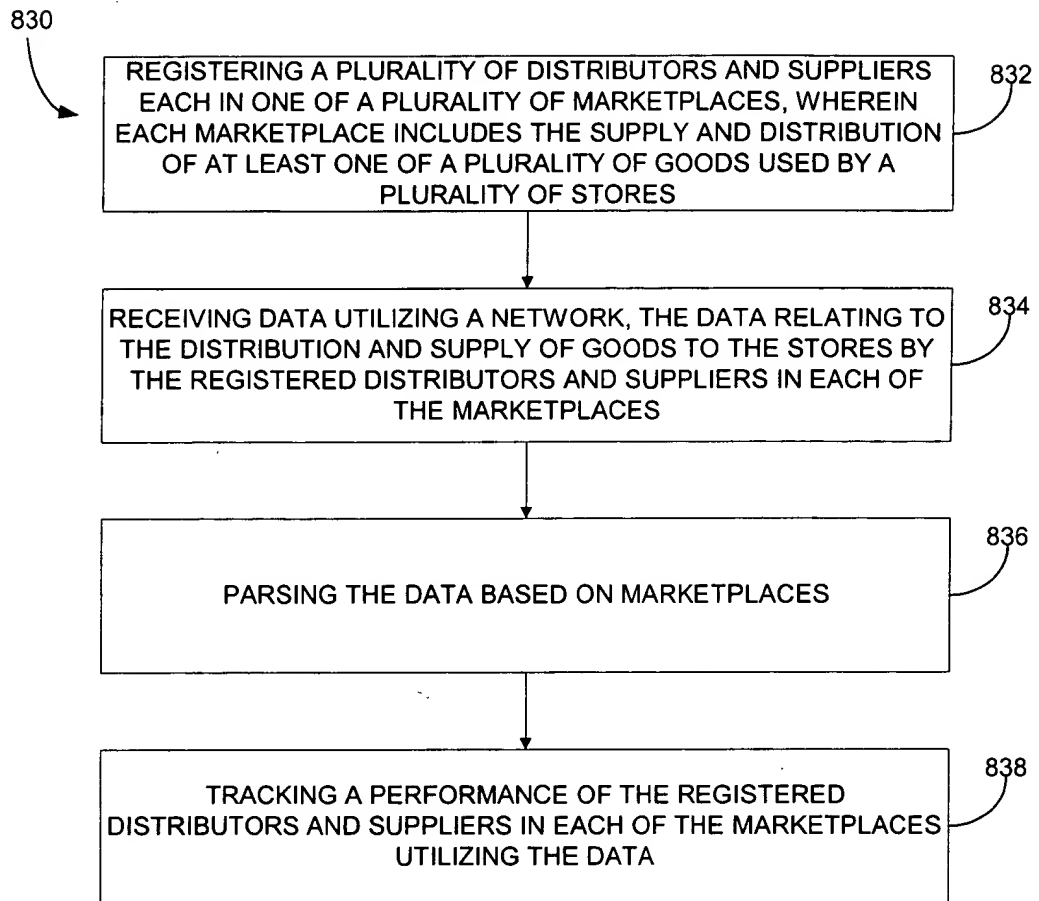 830
REGISTERING A PLURALITY OF DISTRIBUTORS AND SUPPLIERS
EACH IN ONE OF A PLURALITY OF MARKETPLACES, WHEREIN
EACH MARKETPLACE INCLUDES THE SUPPLY AND DISTRIBUTION
OF AT LEAST ONE OF A PLURALITY OF GOODS USED BY A
PLURALITY OF STORES
832
RECEIVING DATA UTILIZING A NETWORK, THE DATA RELATING TO
THE DISTRIBUTION AND SUPPLY OF GOODS TO THE STORES BY
THE REGISTERED DISTRIBUTORS AND SUPPLIERS IN EACH OF
THE MARKETPLACES
834
PARSING THE DATA BASED ON MARKETPLACES
836
TRACKING A PERFORMANCE OF THE REGISTERED
DISTRIBUTORS AND SUPPLIERS IN EACH OF THE MARKETPLACES
UTILIZING THE DATA
838